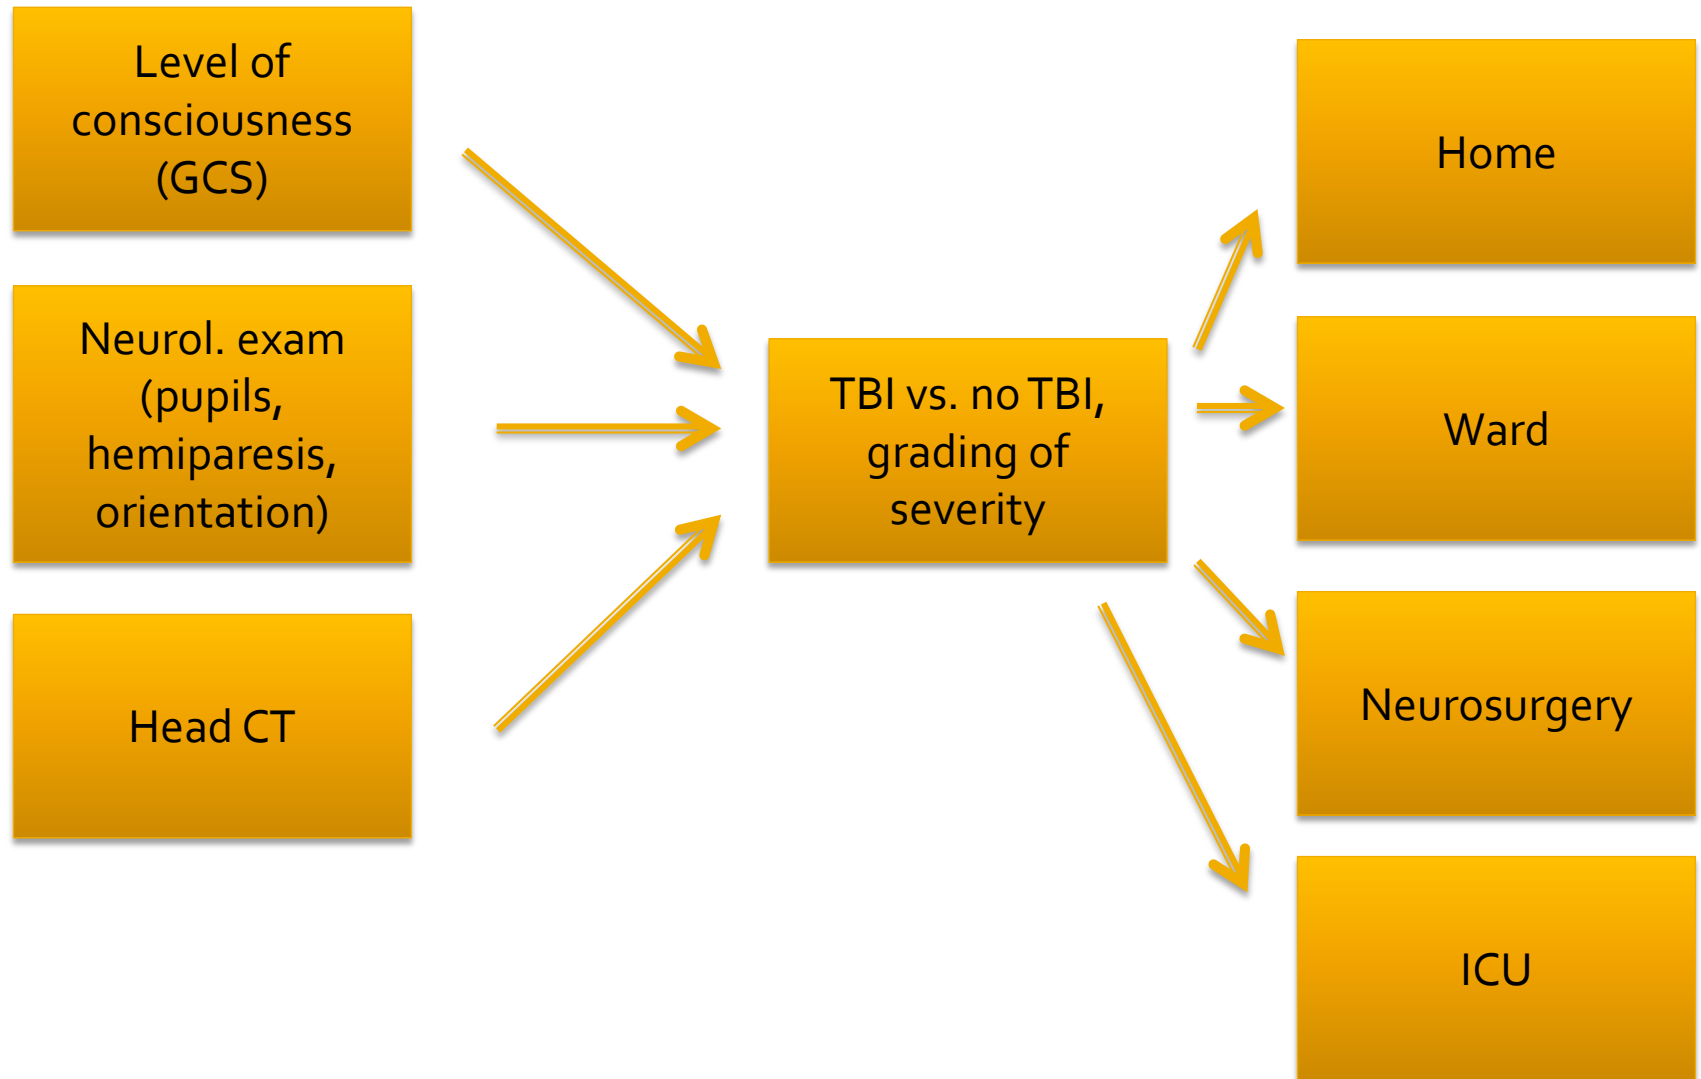 Level of
consciousness
(GCS)
Neurol. exam
(pupils,
hemiparesis,
orientation)
Head CT
TBI vs. no TBI,
grading of
severity
Home
Ward
Neurosurgery
ICU